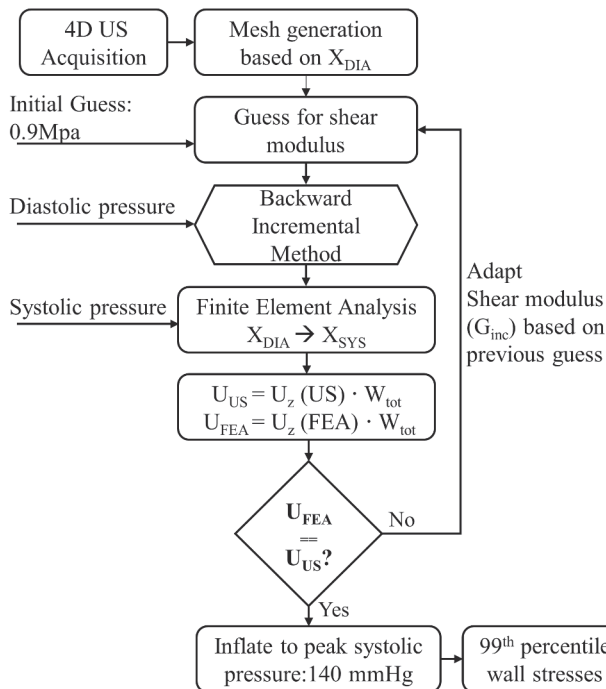 4D US
Acquisition
Mesh generation
based on X_DIA
Initial Guess:
0.9Mpa
Guess for shear
modulus
Diastolic pressure
Backward
Incremental
Method
Adapt
Shear modulus
(G_inc) based on
previous guess
Systolic pressure
Finite Element Analysis
X_DIA → X_SYS
U_US = U_z (US) · W_tot
U_FEA = U_z (FEA) · W_tot
U_FEA
==
U_US?
No
Yes
Inflate to peak systolic
pressure:140 mmHg
99th percentile
wall stresses